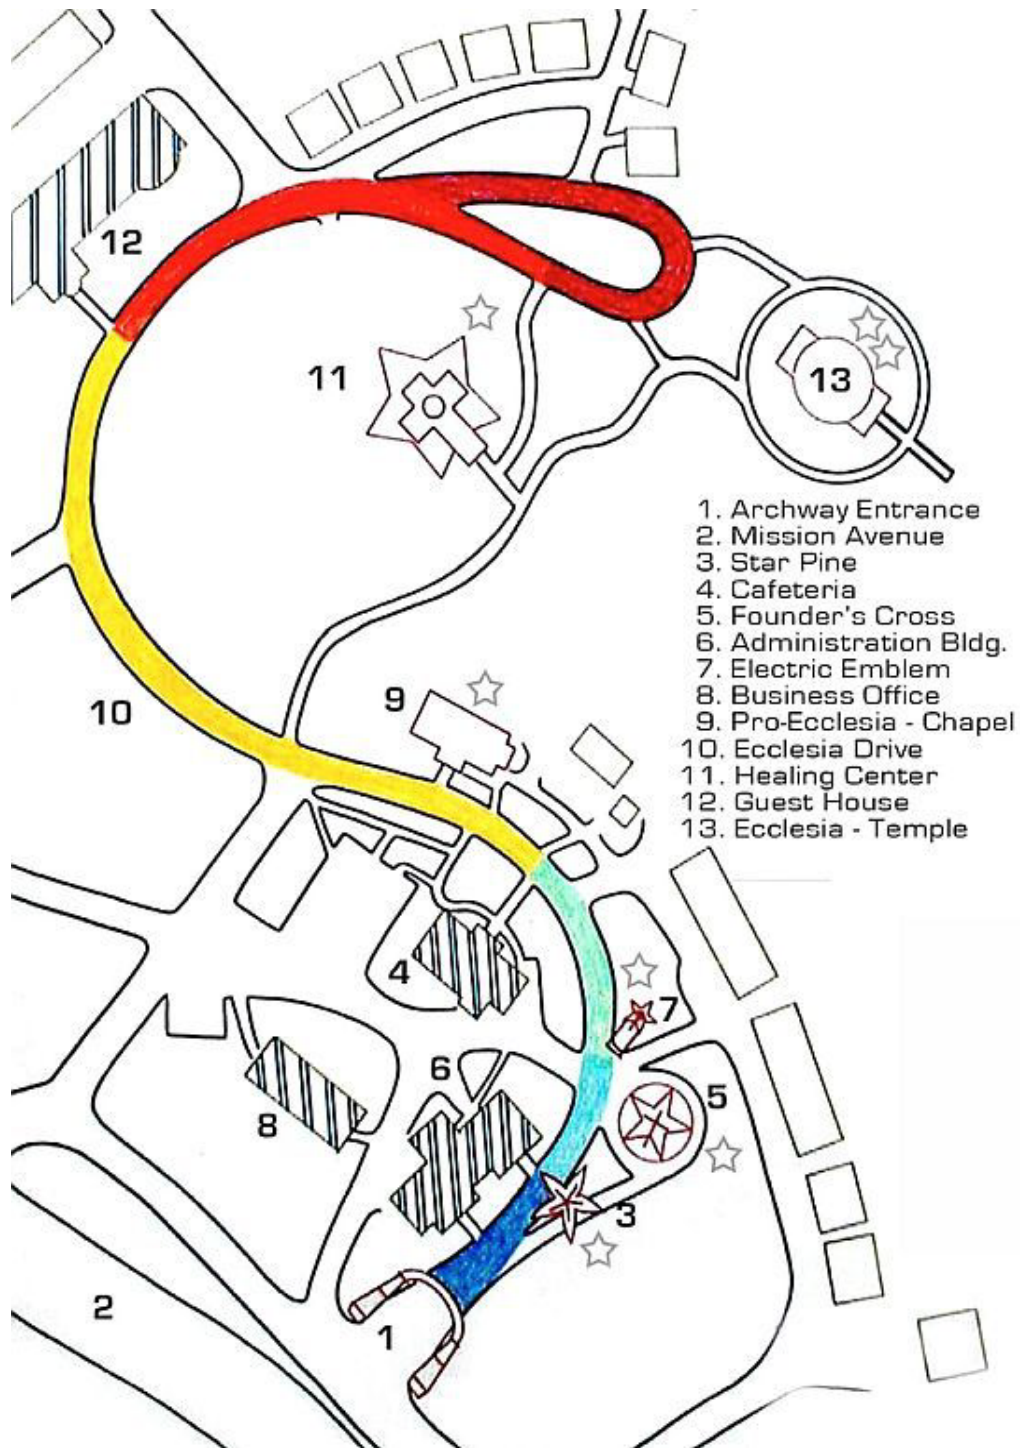 12
11
13
1. Archway Entrance
2. Mission Avenue
3. Star Pine
4. Cafeteria
5. Founder's Cross
6. Administration Bldg.
7. Electric Emblem
8. Business Office
9. Pro-Ecclesia - Chapel
10. Ecclesia Drive
11. Healing Center
12. Guest House
13. Ecclesia - Temple
9
10
4
7
6
5
8
3
2
1